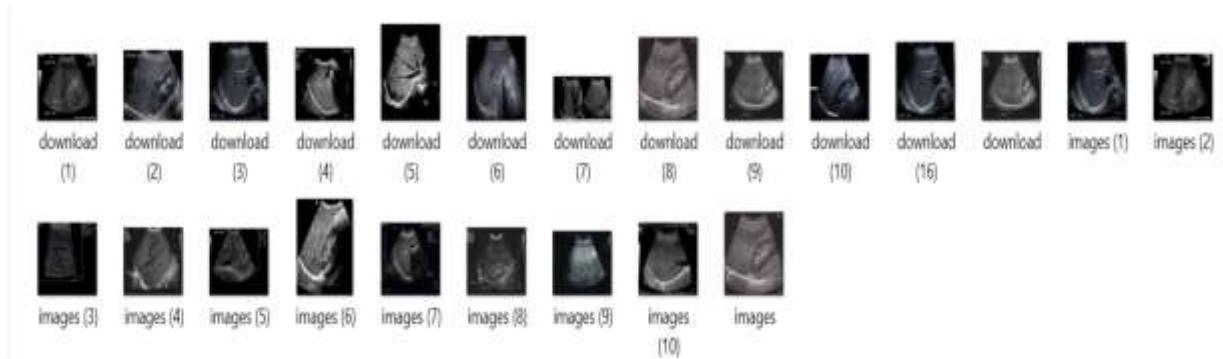 download (1)
download (2)
download (3)
download (4)
download (5)
download (6)
download (7)
download (8)
download (9)
download (10)
download (16)
download
images (1)
images (2)
images (3)
images (4)
images (5)
images (6)
images (7)
images (8)
images (9)
images (10)
images